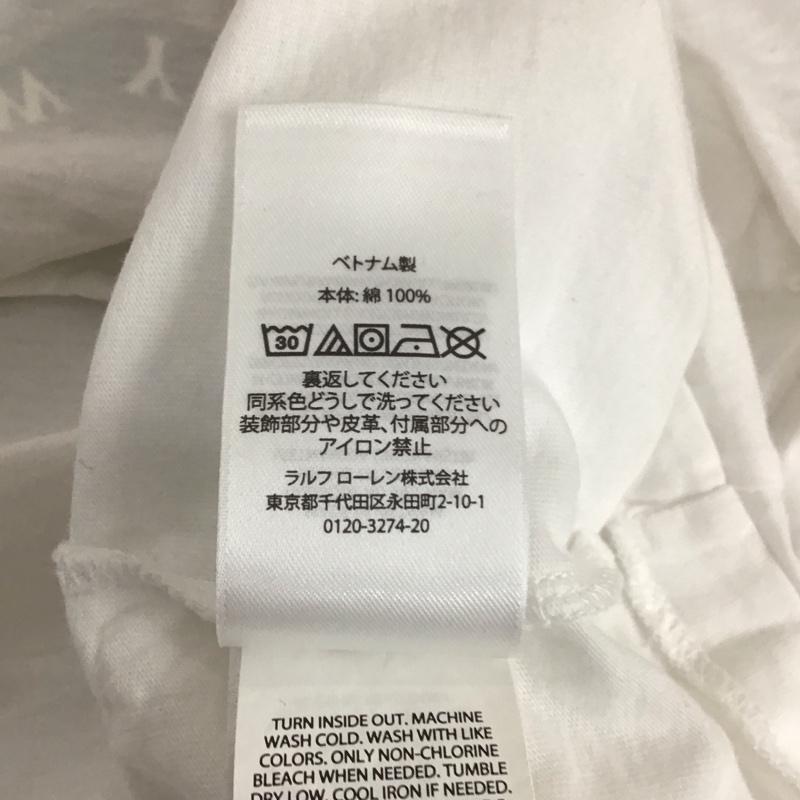 Y
W
ベトナム製
本体: 綿 100%
30
裏返してください
同系色どうしで洗ってください
装飾部分や皮革、付属部分への
アイロン禁止
ラルフ ローレン株式会社
東京都千代田区永田町2-10-1
0120-3274-20
TURN INSIDE OUT. MACHINE
WASH COLD. WASH WITH LIKE
COLORS. ONLY NON-CHLORINE
BLEACH WHEN NEEDED. TUMBLE
DRY LOW. COOL IRON IF NEEDED.